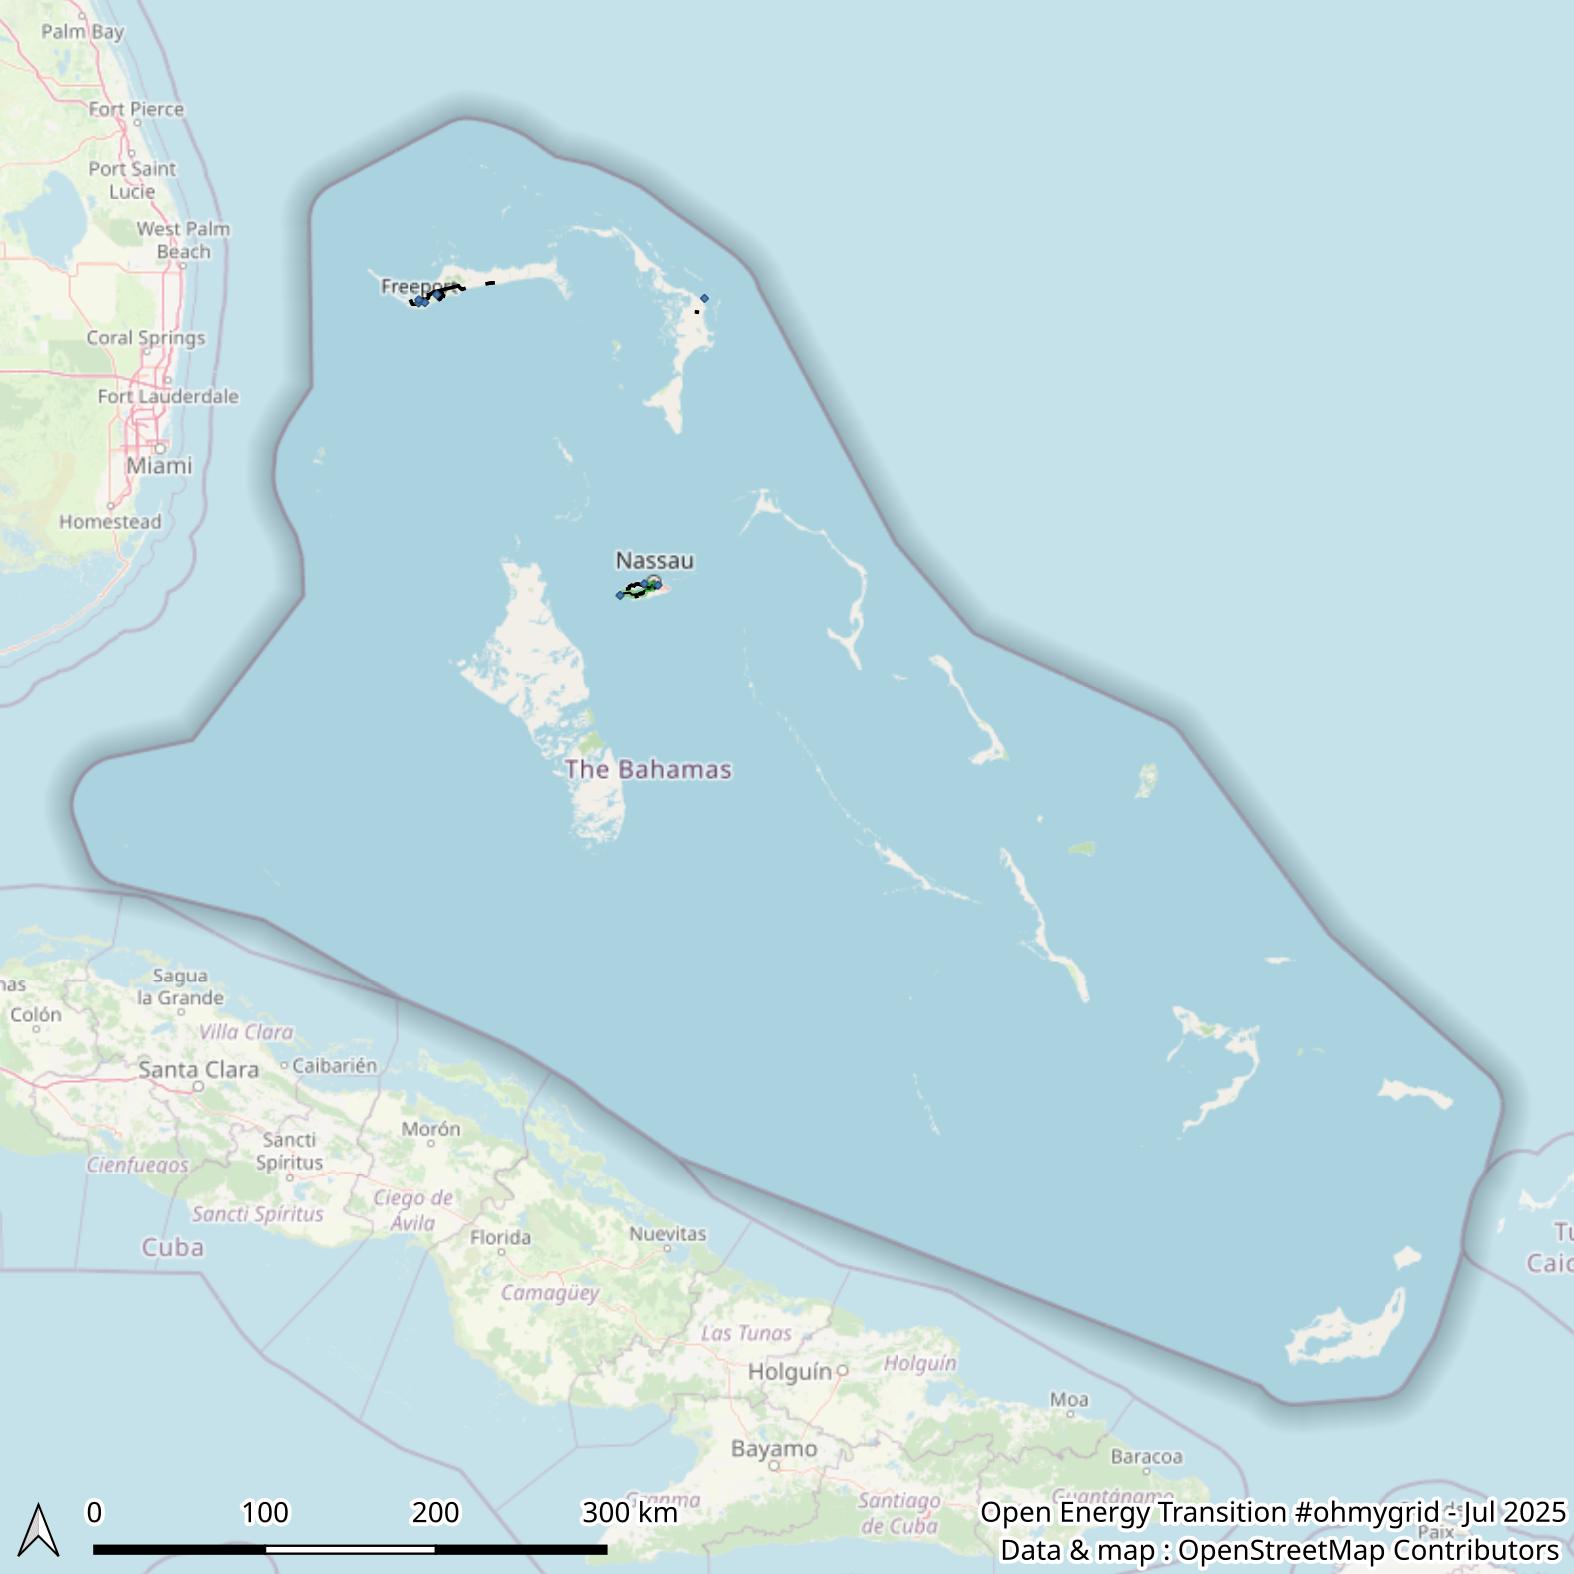 Palm Bay
Fort Pierce
Port Saint
Lucie
West Palm
Beach
Freeport
Coral Springs
Fort Lauderdale
Miami
Homestead
Nassau
The Bahamas
Sagua
la Grande
Colón
Villa Clara
Santa Clara
Caibarién
Morón
Sancti
Spíritus
Cienfuegos
Ciego de
Ávila
Sancti Spíritus
Cuba
Florida
Nuevitas
Camagüey
Las Tunas
Holguín
Holguín
Moa
Bayamo
Baracoa
Granma
Santiago
de Cuba
Guantánamo
0 100 200 300 km
Open Energy Transition #ohmygrid - Jul 2025
Data & map : OpenStreetMap Contributors